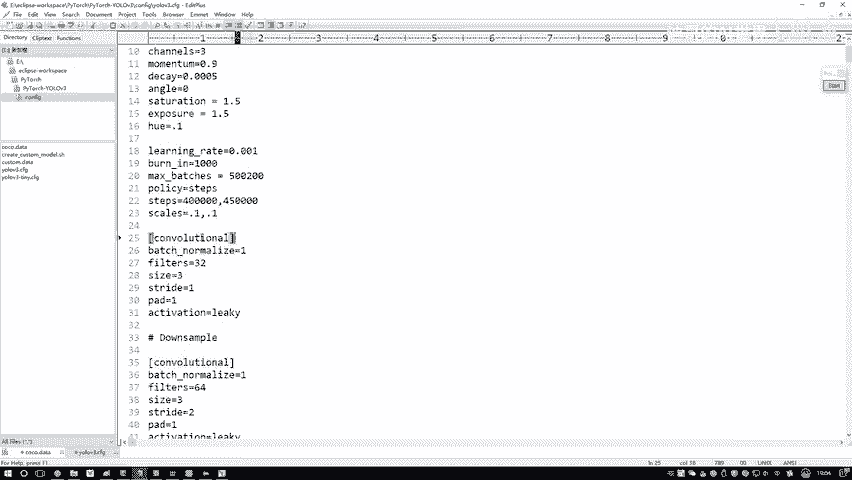 E:\eclipse-workspace\PyTorch\PyTorch-YOLOv3\config\yolov3.cfg - EditPlus
File Edit View Search Document Project Tools Browser Emmet Window Help
Directory Cliptext Functions
E:\
eclipse-workspace
PyTorch
PyTorch-YOLOv3
config
coco.data
create_custom_model.sh
custom.data
yolov3.cfg
yolov3-tiny.cfg
Start
10 channels=3
11 momentum=0.9
12 decay=0.0005
13 angle=0
14 saturation = 1.5
15 exposure = 1.5
16 hue=.1
17
18 learning_rate=0.001
19 burn_in=1000
20 max_batches = 500200
21 policy=steps
22 steps=400000,450000
23 scales=.1,.1
24
25 [convolutional]
26 batch_normalize=1
27 filters=32
28 size=3
29 stride=1
30 pad=1
31 activation=leaky
32
33 # Downsample
34
35 [convolutional]
36 batch_normalize=1
37 filters=64
38 size=3
39 stride=2
40 pad=1
41 activation=leaky
All Files (*.*)
coco.data yolov3.cfg
For Help, press F1
ln 25 col 18 789 00 UNIX ANSI
19:04